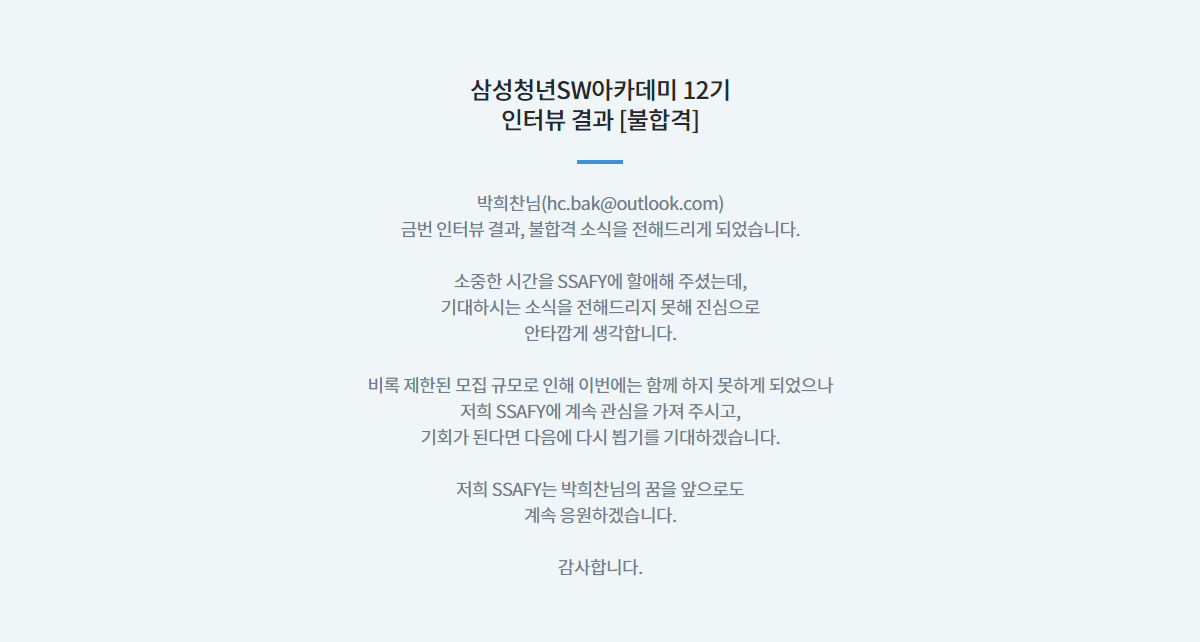 삼성청년SW아카데미 12기
인터뷰 결과 [불합격]
박희찬님(hc.bak@outlook.com)
금번 인터뷰 결과, 불합격 소식을 전해드리게 되었습니다.
소중한 시간을 SSAFY에 할애해 주셨는데,
기대하시는 소식을 전해드리지 못해 진심으로
안타깝게 생각합니다.
비록 제한된 모집 규모로 인해 이번에는 함께 하지 못하게 되었으나
저희 SSAFY에 계속 관심을 가져 주시고,
기회가 된다면 다음에 다시 뵙기를 기대하겠습니다.
저희 SSAFY는 박희찬님의 꿈을 앞으로도
계속 응원하겠습니다.
감사합니다.